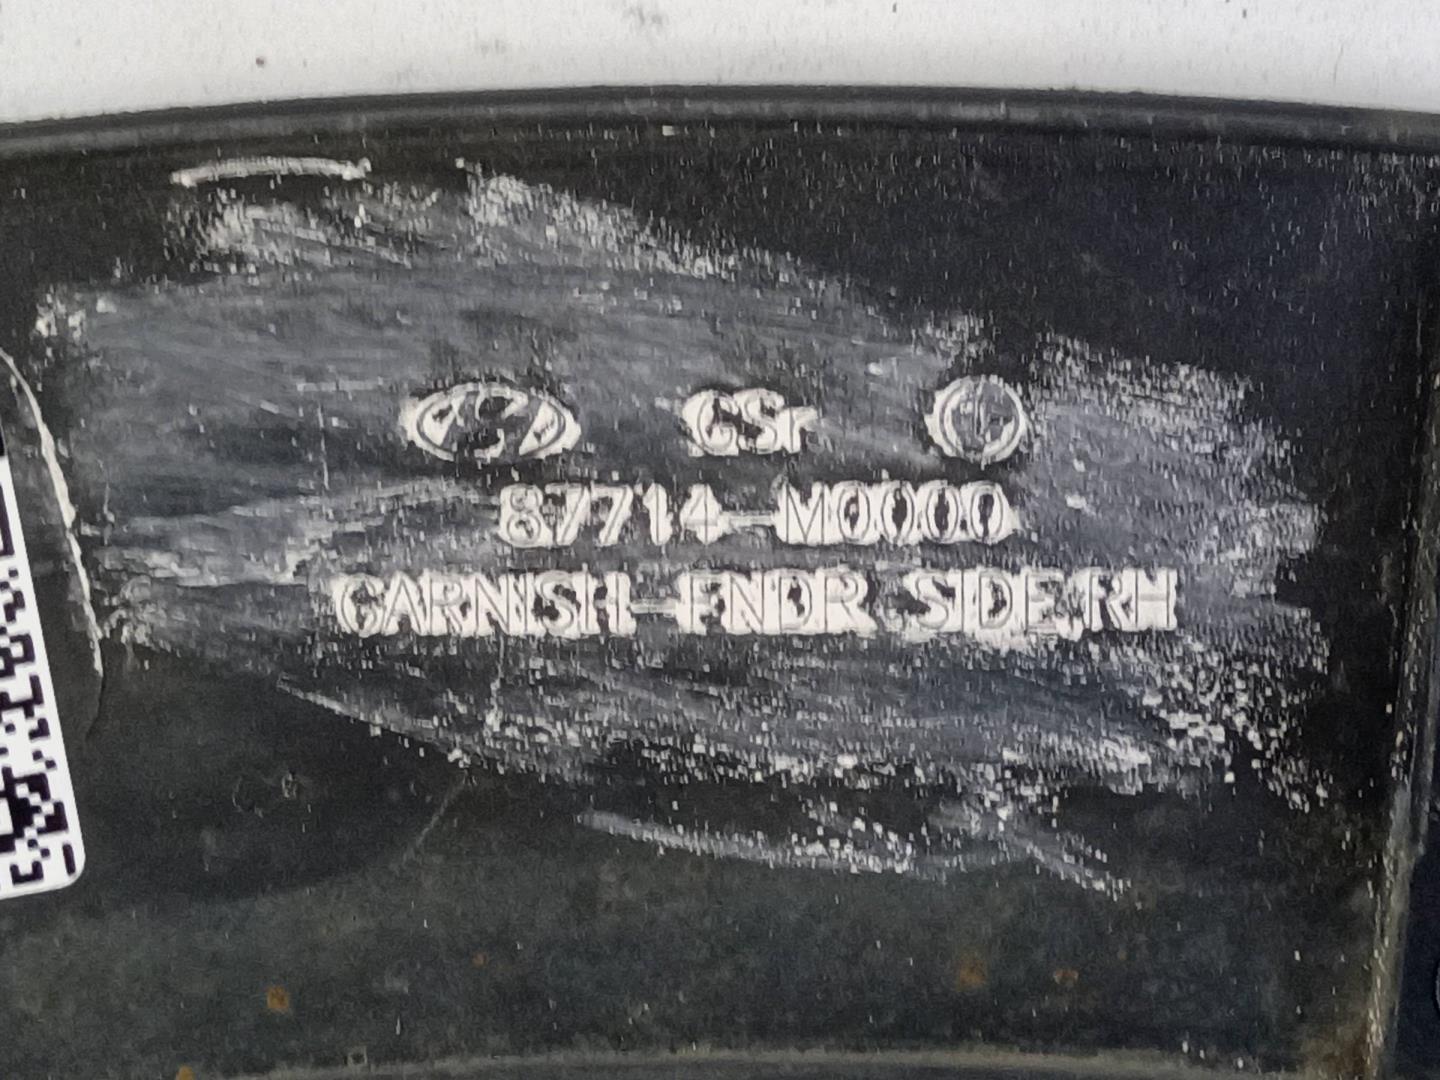 CSr
87714-M0000
GARNISH-FNDR SIDE,RH